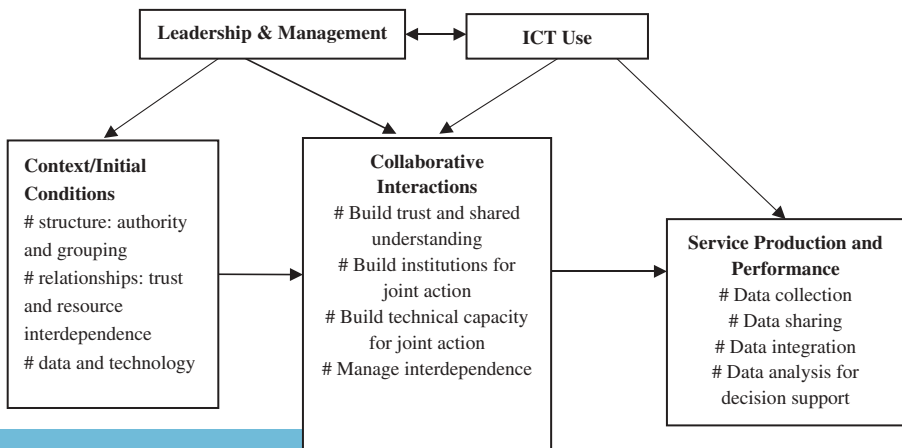 Leadership & Management
ICT Use
Context/Initial
Conditions
# structure: authority
and grouping
# relationships: trust
and resource
interdependence
# data and technology
Collaborative
Interactions
# Build trust and shared
understanding
# Build institutions for
joint action
# Build technical capacity
for joint action
# Manage interdependence
Service Production and
Performance
# Data collection
# Data sharing
# Data integration
# Data analysis for
decision support